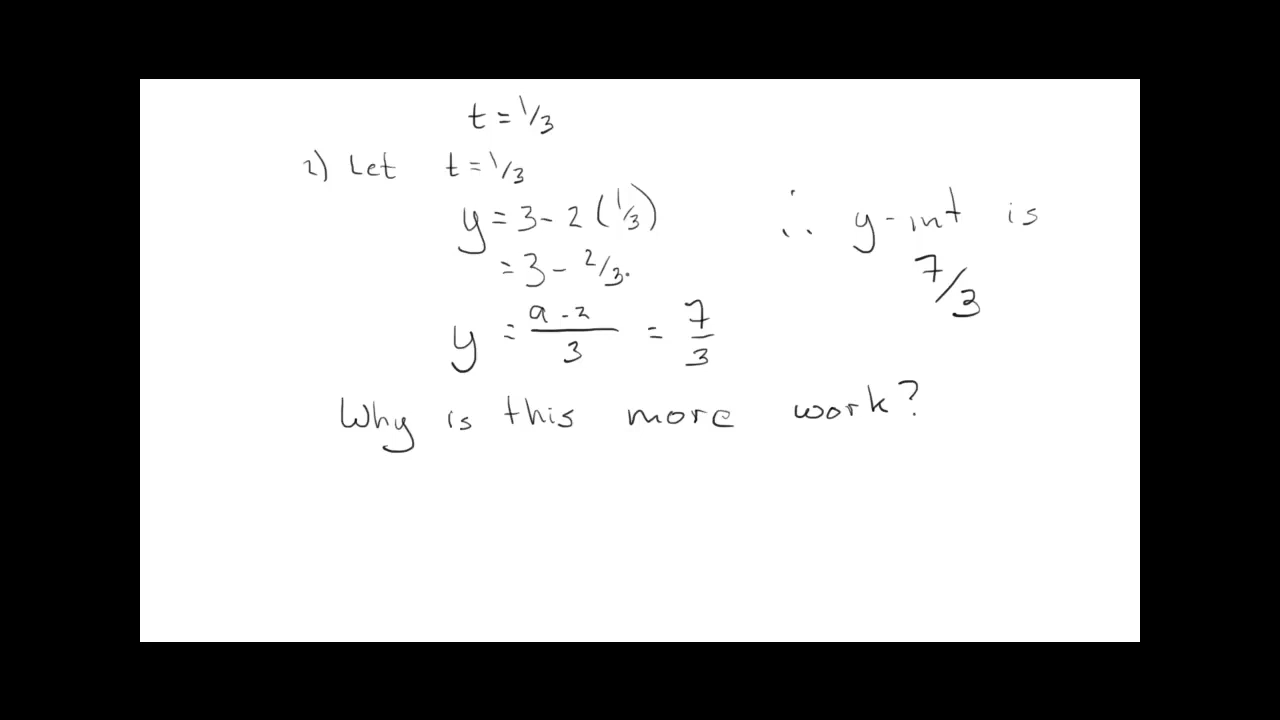 t = 1/3
2) Let t = 1/3
y = 3 - 2 (1/3)
= 3 - 2/3.
y = 9 - 2 / 3 = 7/3
∴ y-int is
7/3
Why is this more work?